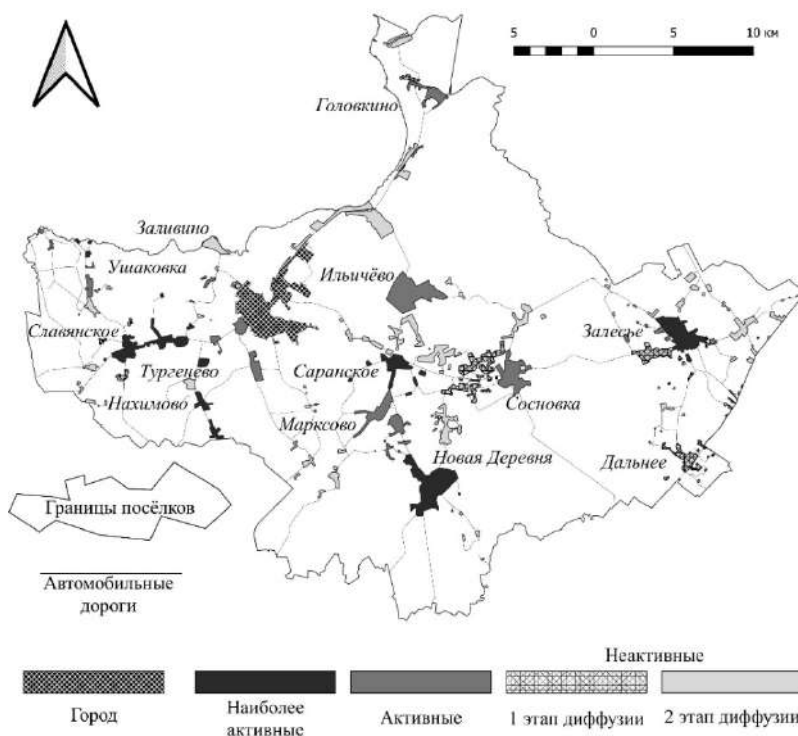 5 0 5 10 км
Головкино
Заливино
Ушаковка
Ильичёво
Славянское
Залесье
Тургенево
Саранское
Нахимово
Сосновка
Марксово
Новая Деревня
Дальнее
Границы посёлков
Автомобильные
дороги
Неактивные
Город
Наиболее
активные
Активные
1 этап диффузии
2 этап диффузии